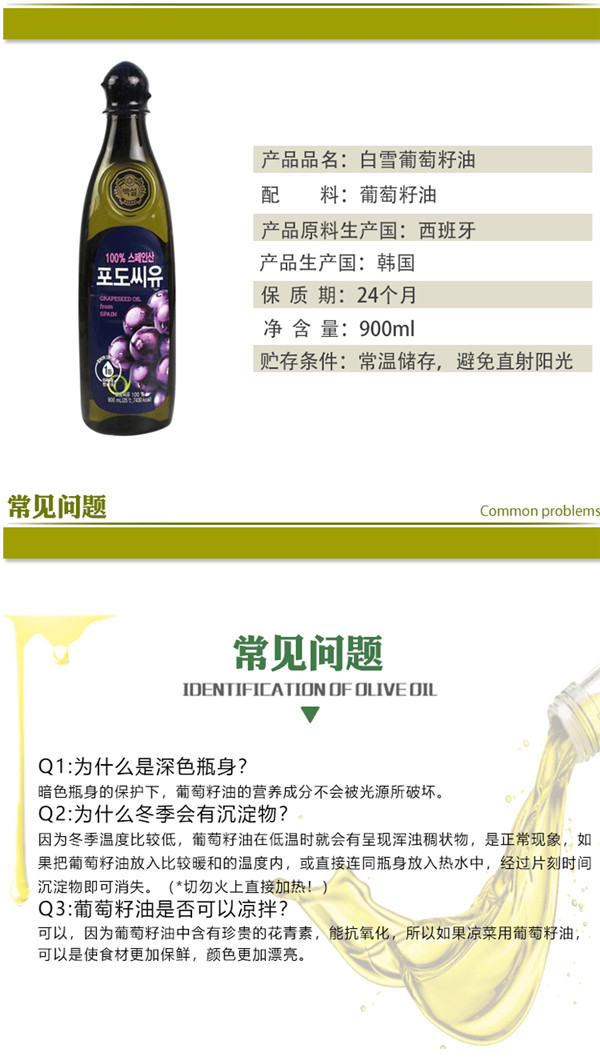 백설
100% 스페인산
포도씨유
GRAPESEED OIL
from
SPAIN
产品品名：白雪葡萄籽油
配 料：葡萄籽油
产品原料生产国：西班牙
产品生产国：韩国
保 质 期：24个月
净 含 量：900ml
贮存条件：常温储存，避免直射阳光
常见问题
Common problems
常见问题
IDENTIFICATION OF OLIVE OIL
Q1:为什么是深色瓶身?
暗色瓶身的保护下，葡萄籽油的营养成分不会被光源所破坏。
Q2:为什么冬季会有沉淀物?
因为冬季温度比较低，葡萄籽油在低温时就会有呈现浑浊稠状物，是正常现象，如
果把葡萄籽油放入比较暖和的温度内，或直接连同瓶身放入热水中，经过片刻时间
沉淀物即可消失。（*切勿火上直接加热！）
Q3:葡萄籽油是否可以凉拌?
可以，因为葡萄籽油中含有珍贵的花青素，能抗氧化，所以如果凉菜用葡萄籽油，
可以是使食材更加保鲜，颜色更加漂亮。